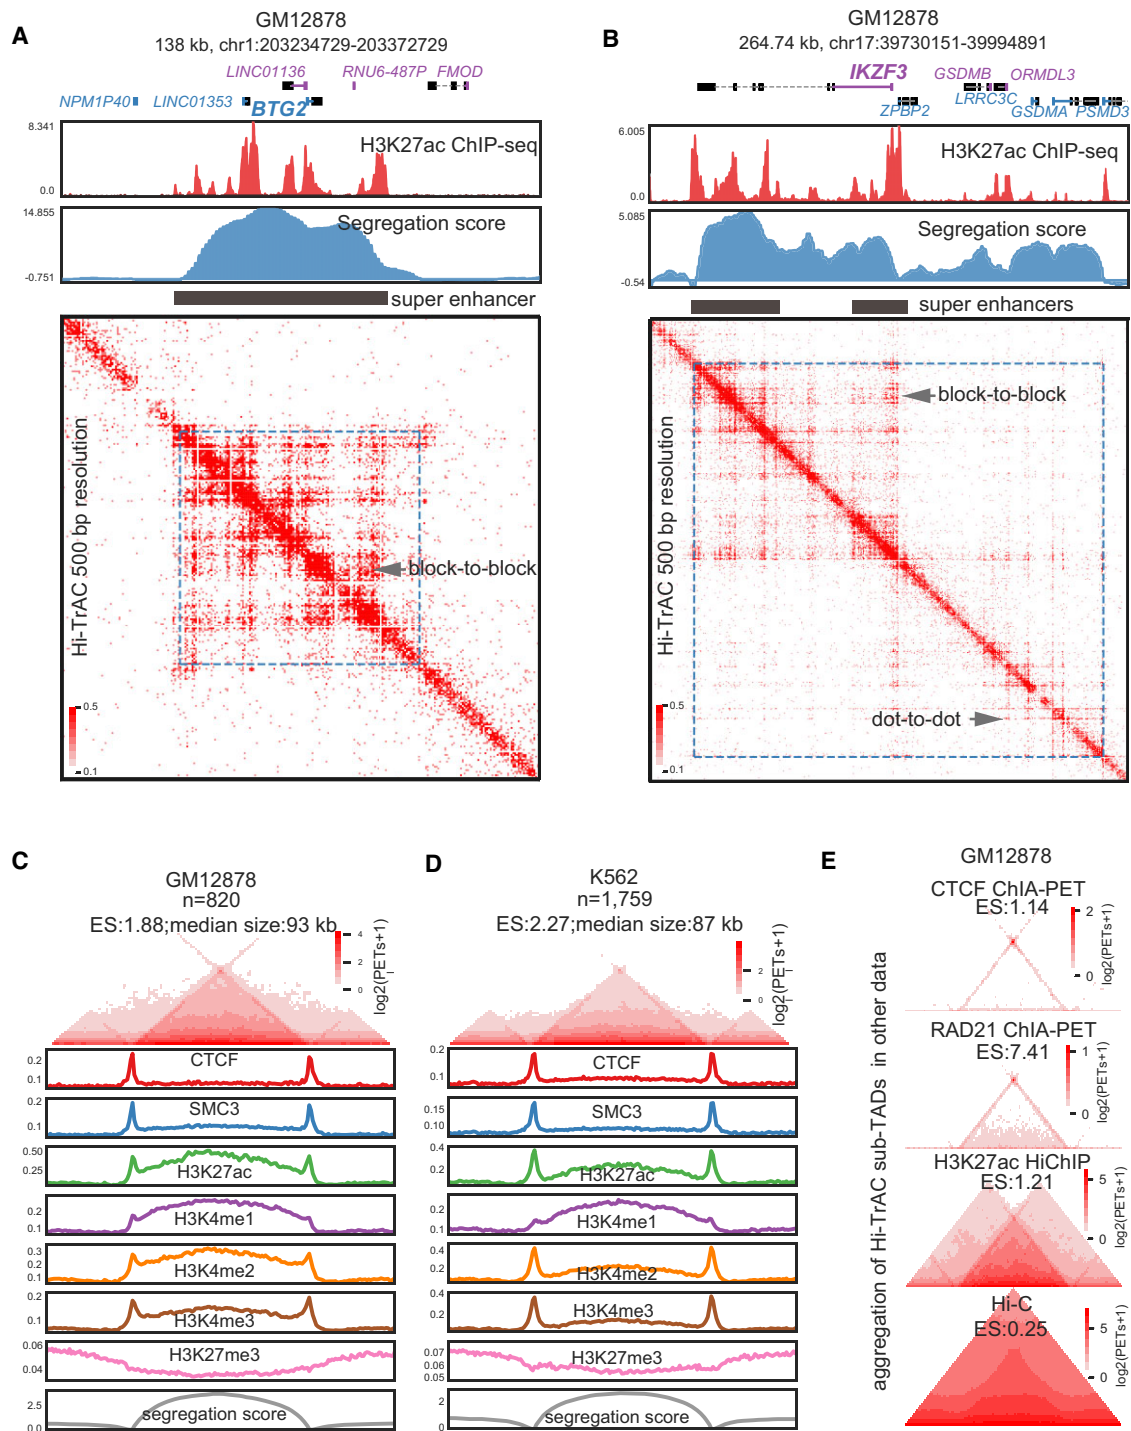 A
GM12878
138 kb, chr1:203234729-203372729
LINC01136
RNU6-487P
FMOD
NPM1P40
LINC01353
BTG2
8.341
H3K27ac ChIP-seq
0.0
14.855
Segregation score
-0.751
super enhancer
Hi-TrAC 500 bp resolution
block-to-block
0.5
0.1
B
GM12878
264.74 kb, chr17:39730151-39994891
IKZF3
GSDMB
ORMDL3
ZPBP2
LRRC3C
GSDMA
PSMD3
6.005
H3K27ac ChIP-seq
0.0
5.085
Segregation score
-0.54
super enhancers
Hi-TrAC 500 bp resolution
block-to-block
dot-to-dot
0.5
0.1
C
GM12878
n=820
ES:1.88;median size:93 kb
4
2
0
log2(PETs+1)
CTCF
0.2
0.1
SMC3
0.2
0.1
H3K27ac
0.50
0.25
H3K4me1
0.2
0.1
H3K4me2
0.3
0.2
0.1
H3K4me3
0.2
0.1
H3K27me3
0.06
0.04
segregation score
2.5
0.0
D
K562
n=1,759
ES:2.27;median size:87 kb
2
0
log2(PETs+1)
CTCF
0.2
0.1
SMC3
0.15
0.10
H3K27ac
0.4
0.2
H3K4me1
0.2
0.1
H3K4me2
0.4
0.2
H3K4me3
0.4
0.2
H3K27me3
0.07
0.06
0.05
segregation score
2
0
E
GM12878
aggregation of Hi-TrAC sub-TADs in other data
CTCF ChIA-PET
ES:1.14
2
0
log2(PETs+1)
RAD21 ChIA-PET
ES:7.41
1
0
log2(PETs+1)
H3K27ac HiChIP
ES:1.21
5
0
log2(PETs+1)
Hi-C
ES:0.25
5
0
log2(PETs+1)